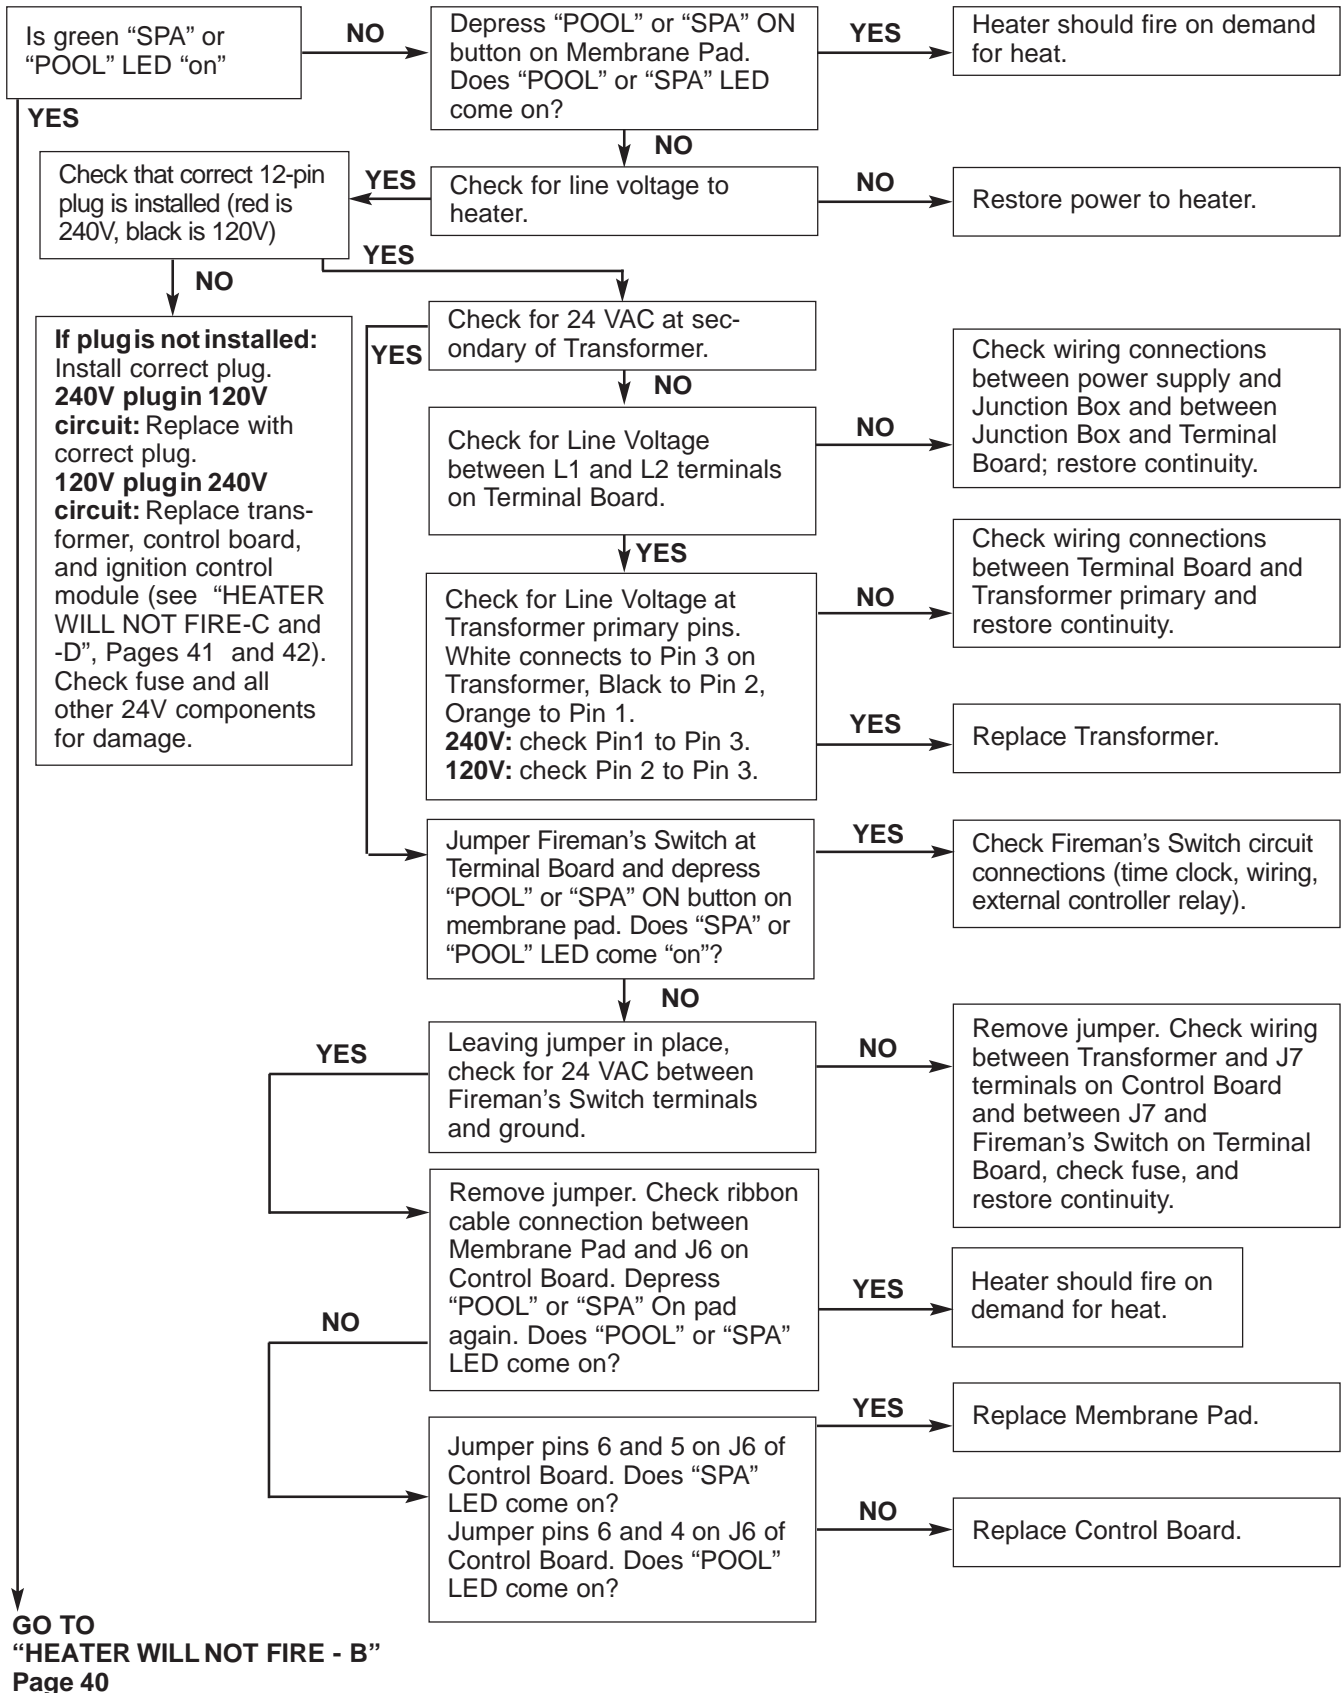 Is green “SPA” or
“POOL” LED “on”
NO
Depress “POOL” or “SPA” ON
button on Membrane Pad.
Does “POOL” or “SPA” LED
come on?
YES
Heater should fire on demand
for heat.
YES
NO
Check that correct 12-pin
plug is installed (red is
240V, black is 120V)
YES
Check for line voltage to
heater.
NO
Restore power to heater.
YES
NO
If plug is not installed:
Install correct plug.
240V plug in 120V
circuit: Replace with
correct plug.
120V plug in 240V
circuit: Replace trans-
former, control board,
and ignition control
module (see “HEATER
WILL NOT FIRE-C and
-D”, Pages 41 and 42).
Check fuse and all
other 24V components
for damage.
YES
Check for 24 VAC at sec-
ondary of Transformer.
NO
Check for Line Voltage
between L1 and L2 terminals
on Terminal Board.
NO
Check wiring connections
between power supply and
Junction Box and between
Junction Box and Terminal
Board; restore continuity.
YES
Check for Line Voltage at
Transformer primary pins.
White connects to Pin 3 on
Transformer, Black to Pin 2,
Orange to Pin 1.
240V: check Pin1 to Pin 3.
120V: check Pin 2 to Pin 3.
NO
Check wiring connections
between Terminal Board and
Transformer primary and
restore continuity.
YES
Replace Transformer.
Jumper Fireman’s Switch at
Terminal Board and depress
“POOL” or “SPA” ON button on
membrane pad. Does “SPA” or
“POOL” LED come “on”?
YES
Check Fireman’s Switch circuit
connections (time clock, wiring,
external controller relay).
NO
YES
Leaving jumper in place,
check for 24 VAC between
Fireman’s Switch terminals
and ground.
NO
Remove jumper. Check wiring
between Transformer and J7
terminals on Control Board
and between J7 and
Fireman’s Switch on Terminal
Board, check fuse, and
restore continuity.
Remove jumper. Check ribbon
cable connection between
Membrane Pad and J6 on
Control Board. Depress
“POOL” or “SPA” On pad
again. Does “POOL” or “SPA”
LED come on?
YES
Heater should fire on
demand for heat.
NO
Jumper pins 6 and 5 on J6 of
Control Board. Does “SPA”
LED come on?
Jumper pins 6 and 4 on J6 of
Control Board. Does “POOL”
LED come on?
YES
Replace Membrane Pad.
NO
Replace Control Board.
GO TO
“HEATER WILL NOT FIRE - B”
Page 40